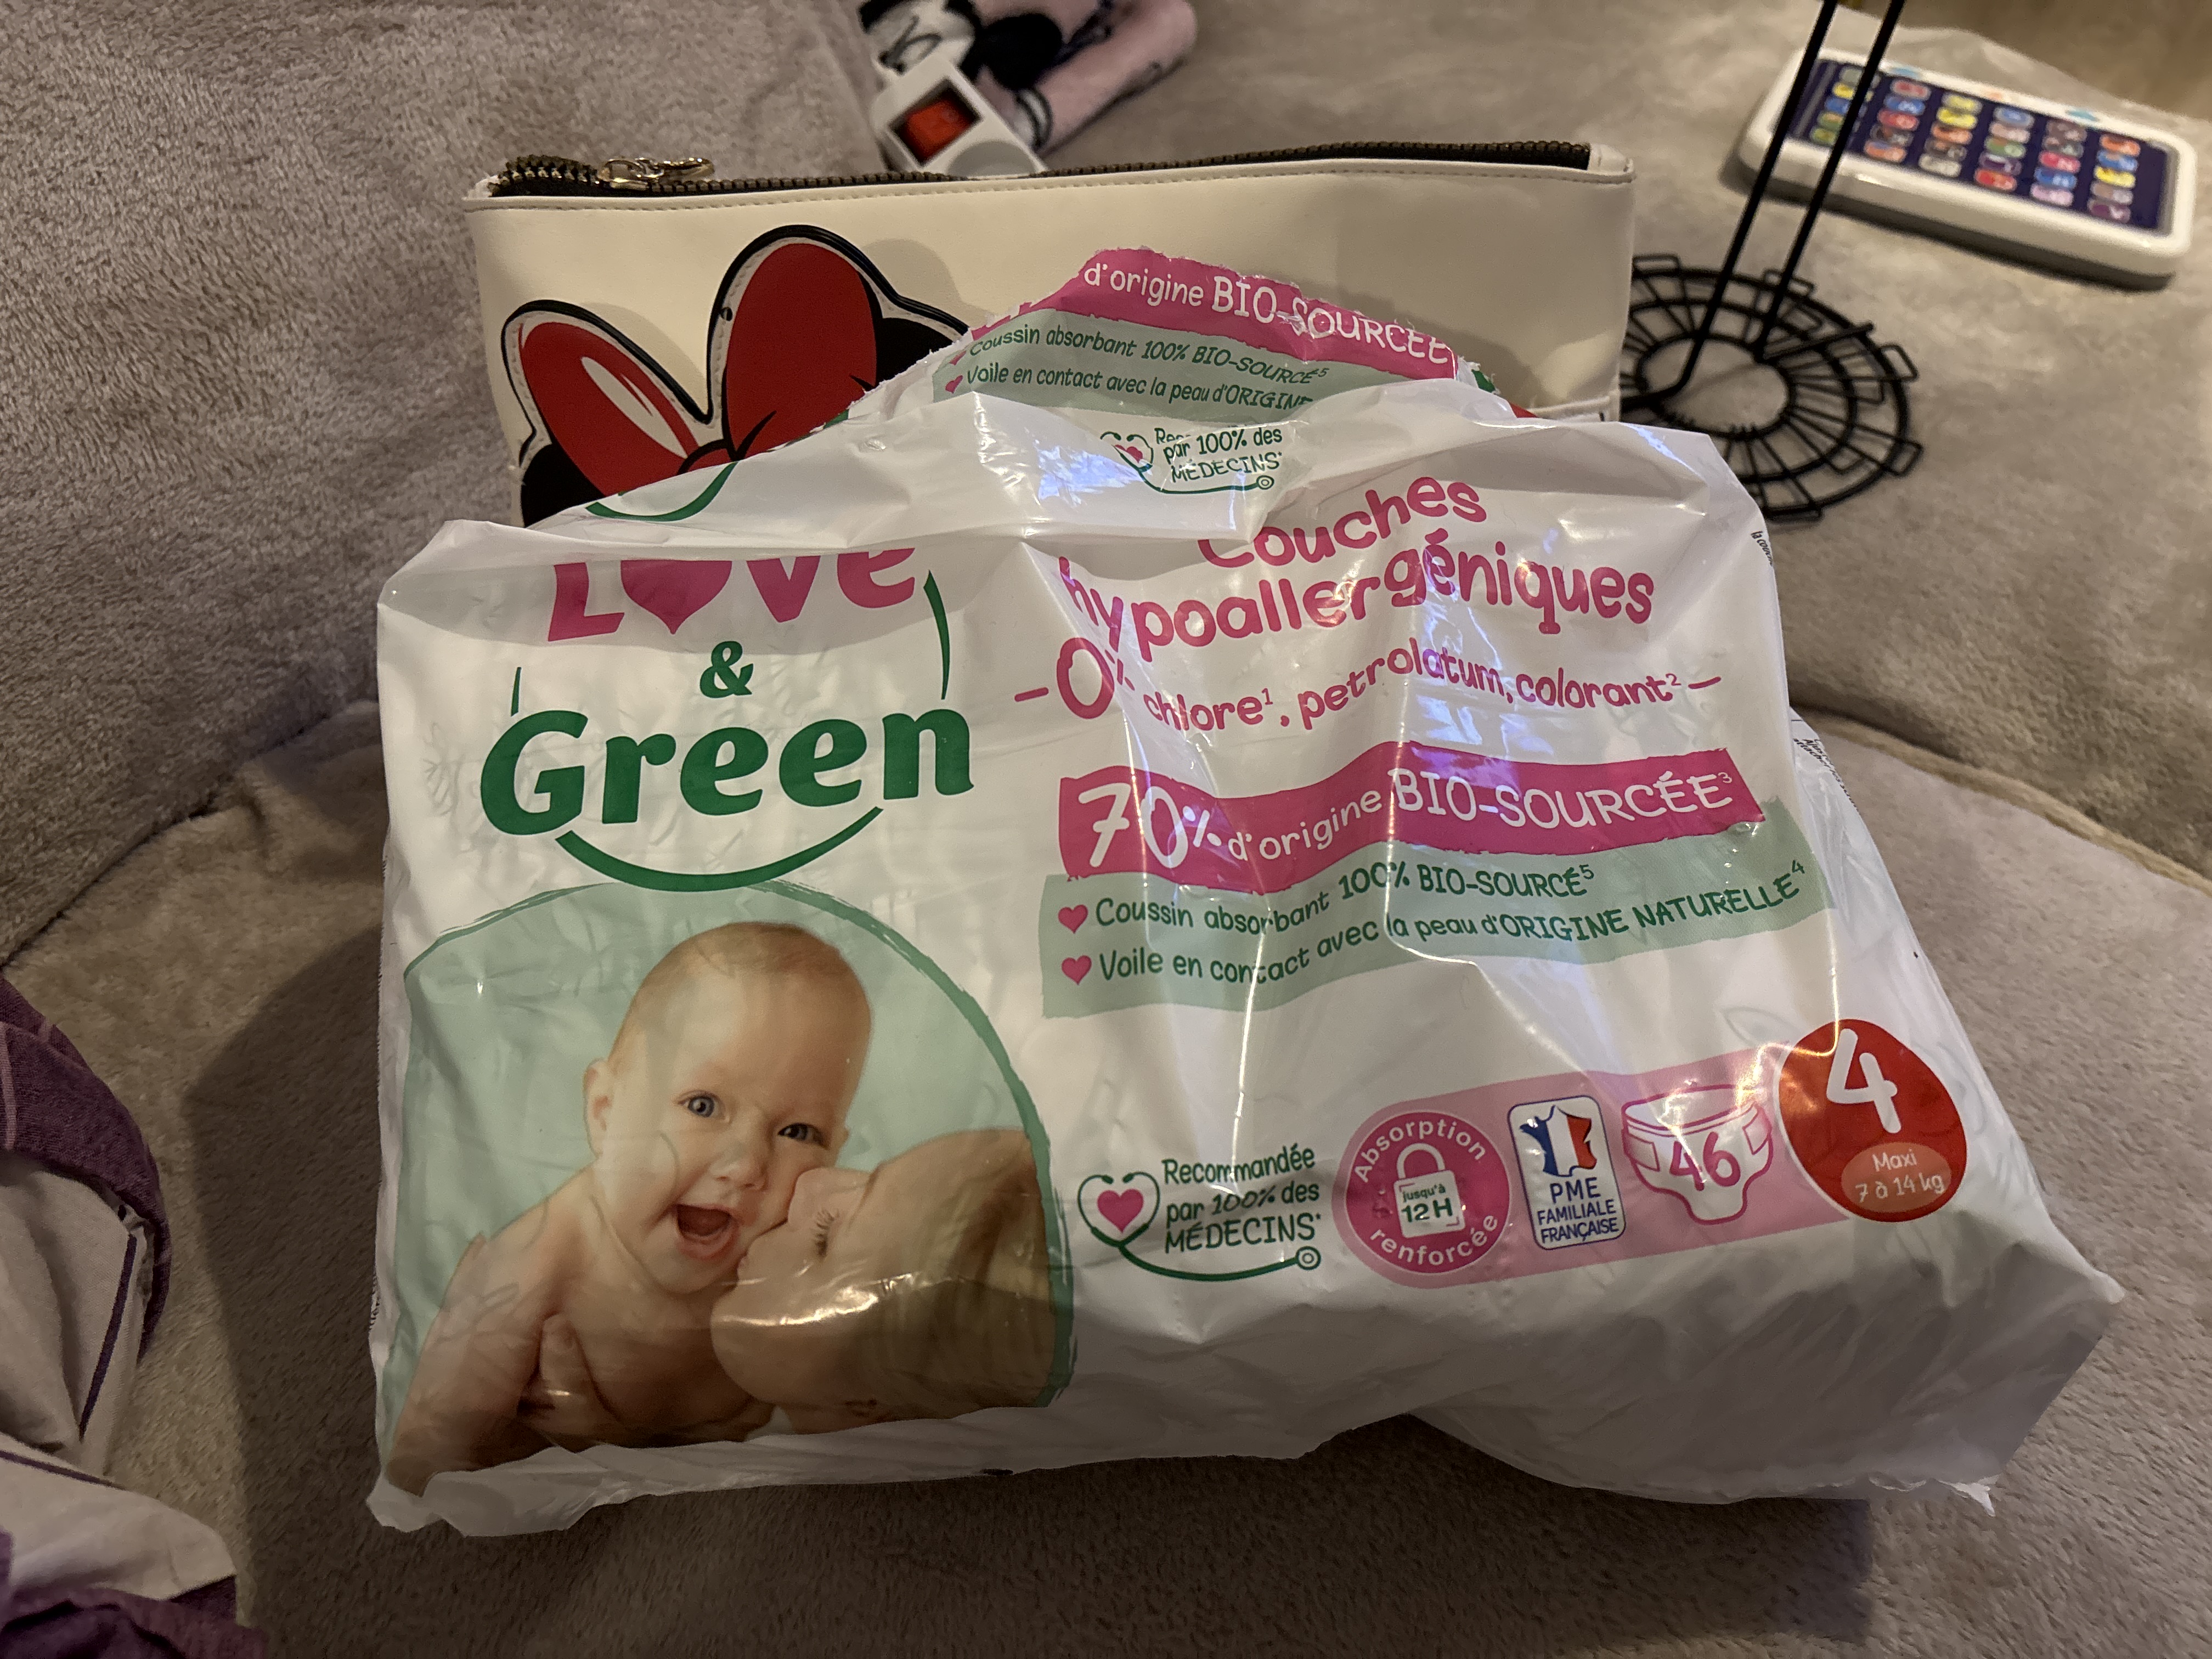 d'origine BIO-SOURCÉE
Coussin absorbant 100% BIO-SOURCÉ⁵
Voile en contact avec la peau d'ORIGINE
par 100% des
MÉDECINS*
LOVE
&
Green
Couches
hypoallergéniques
-0% chlore¹, petrolatum, colorant²-
70% d'origine BIO-SOURCÉE³
Coussin absorbant 100% BIO-SOURCÉ⁵
Voile en contact avec la peau d'ORIGINE NATURELLE⁴
Recommandée
par 100% des
MÉDECINS*
Absorption
jusqu'à
12H
renforcée
PME
FAMILIALE
FRANÇAISE
46
4
Maxi
7 à 14 kg